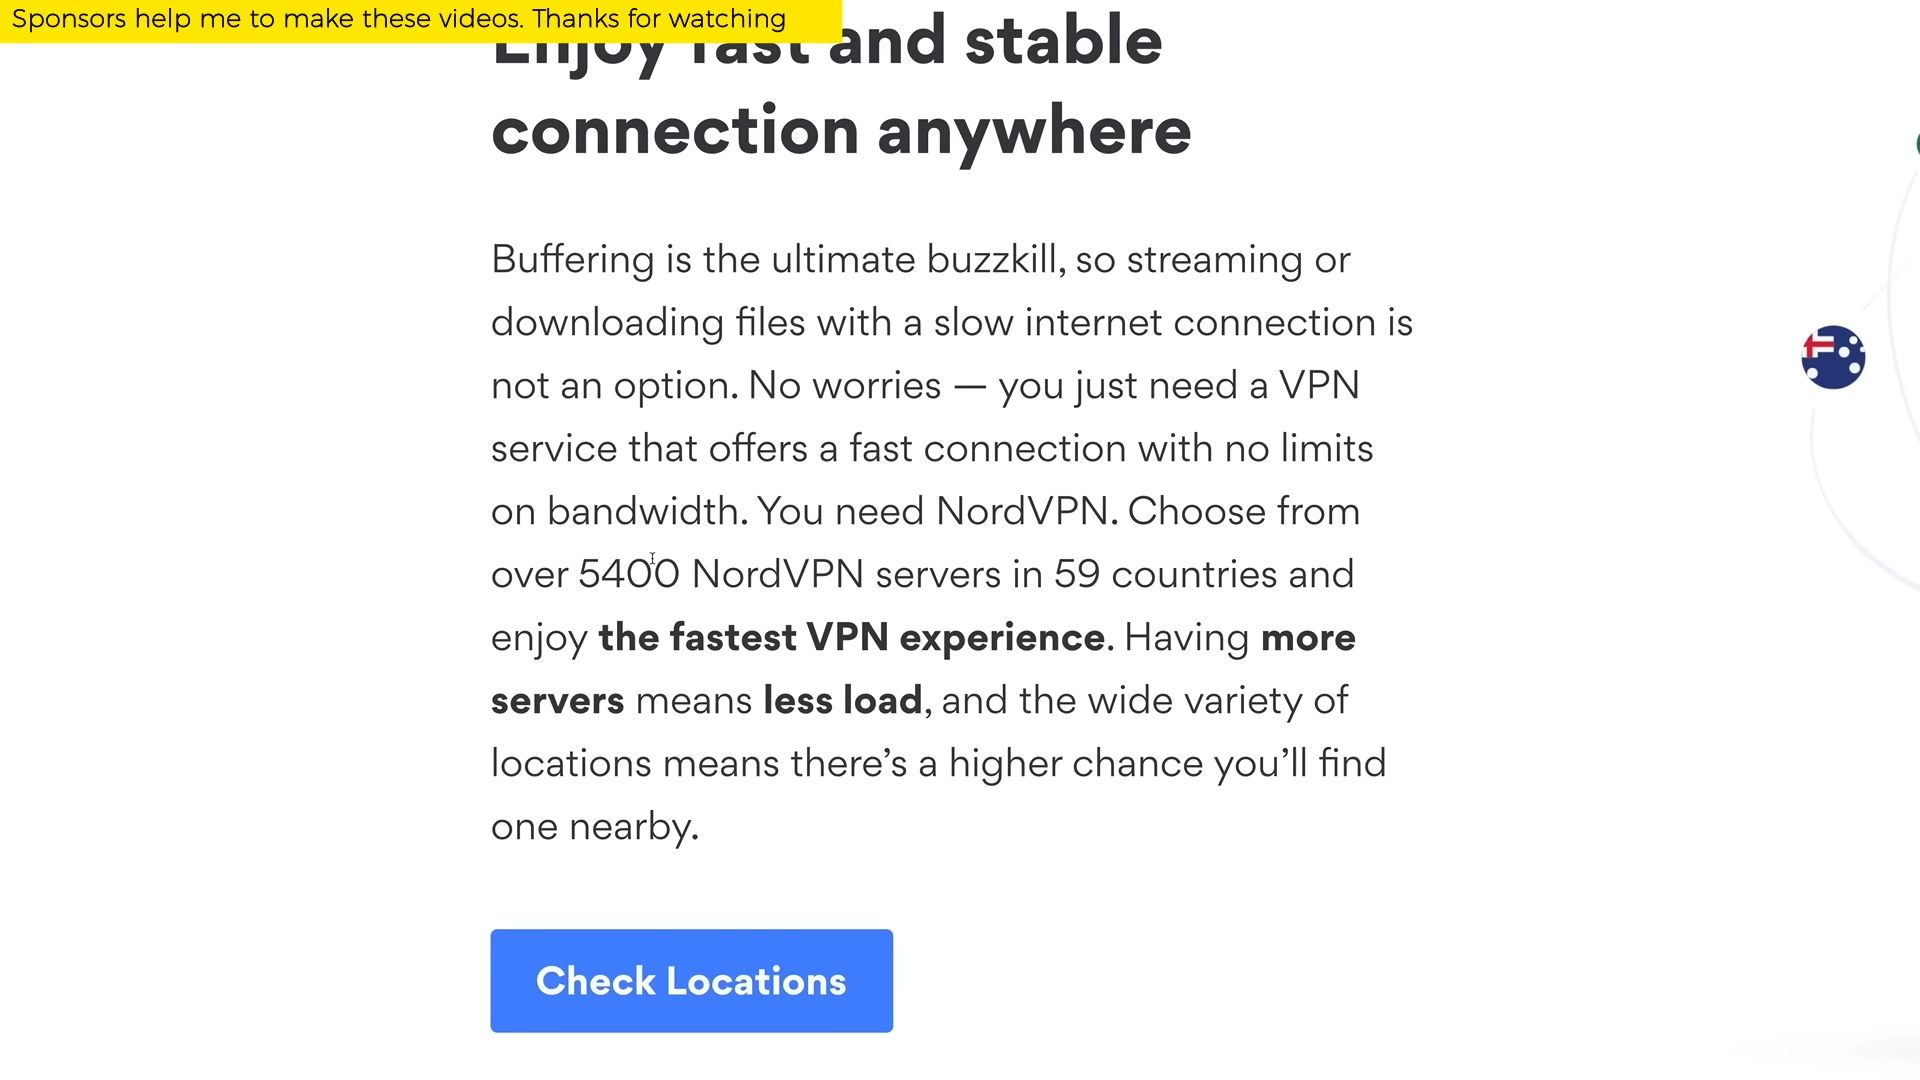 Sponsors help me to make these videos. Thanks for watching
Enjoy fast and stable
connection anywhere
Buffering is the ultimate buzzkill, so streaming or
downloading files with a slow internet connection is
not an option. No worries — you just need a VPN
service that offers a fast connection with no limits
on bandwidth. You need NordVPN. Choose from
over 5400 NordVPN servers in 59 countries and
enjoy the fastest VPN experience. Having more
servers means less load, and the wide variety of
locations means there’s a higher chance you’ll find
one nearby.
Check Locations